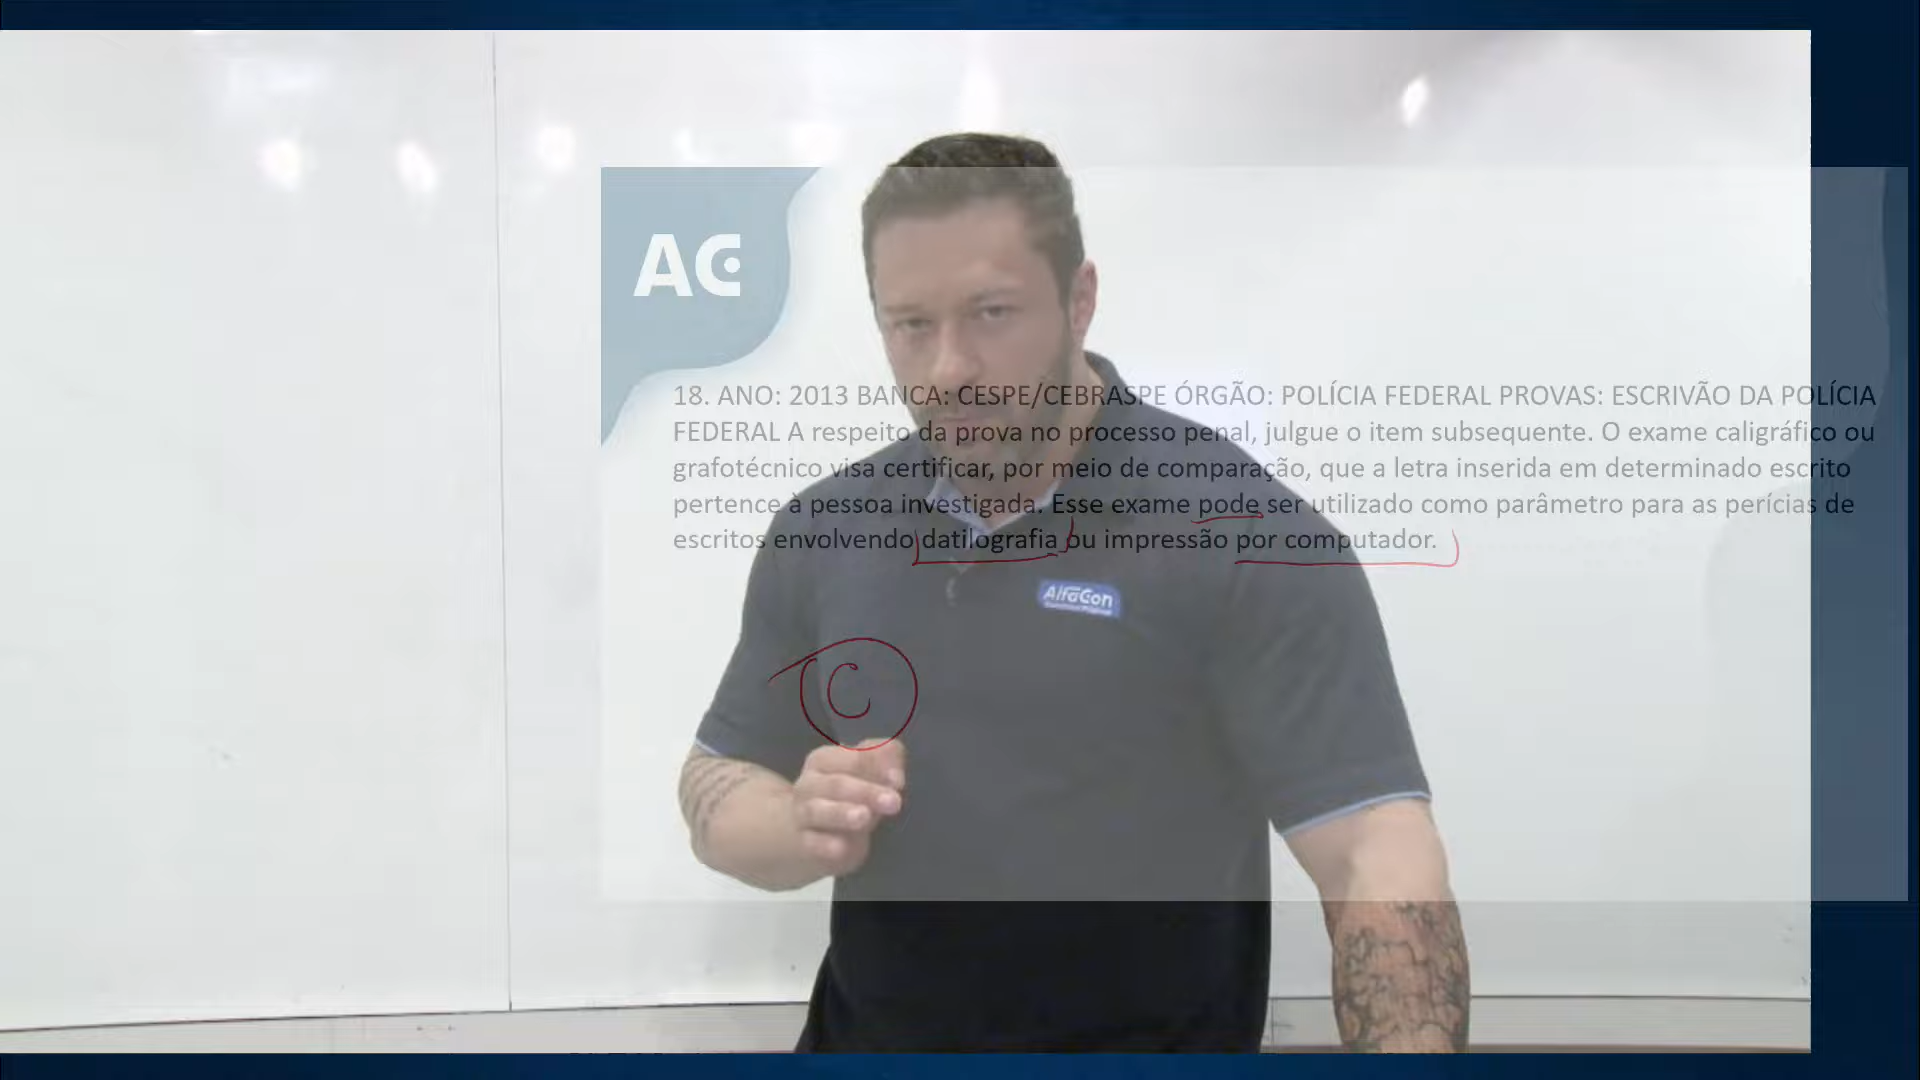 AC
18. ANO: 2013 BANCA: CESPE/CEBRASPE ÓRGÃO: POLÍCIA FEDERAL PROVAS: ESCRIVÃO DA POLÍCIA
FEDERAL A respeito da prova no processo penal, julgue o item subsequente. O exame caligráfico ou
grafotécnico visa certificar, por meio de comparação, que a letra inserida em determinado escrito
pertence à pessoa investigada. Esse exame pode ser utilizado como parâmetro para as perícias de
escritos envolvendo datilografia ou impressão por computador.
AlfaCon
C